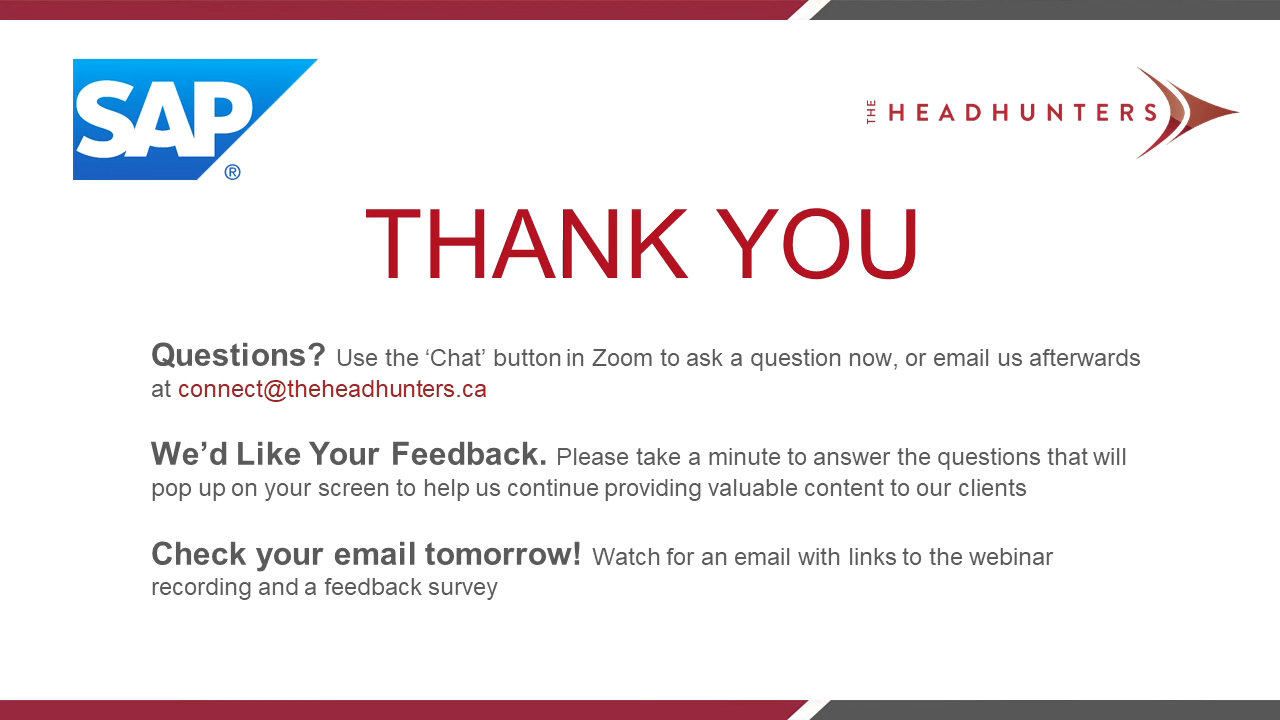 SAP
®
THE HEADHUNTERS
THANK YOU
Questions? Use the ‘Chat’ button in Zoom to ask a question now, or email us afterwards
at connect@theheadhunters.ca
We’d Like Your Feedback. Please take a minute to answer the questions that will
pop up on your screen to help us continue providing valuable content to our clients
Check your email tomorrow! Watch for an email with links to the webinar
recording and a feedback survey